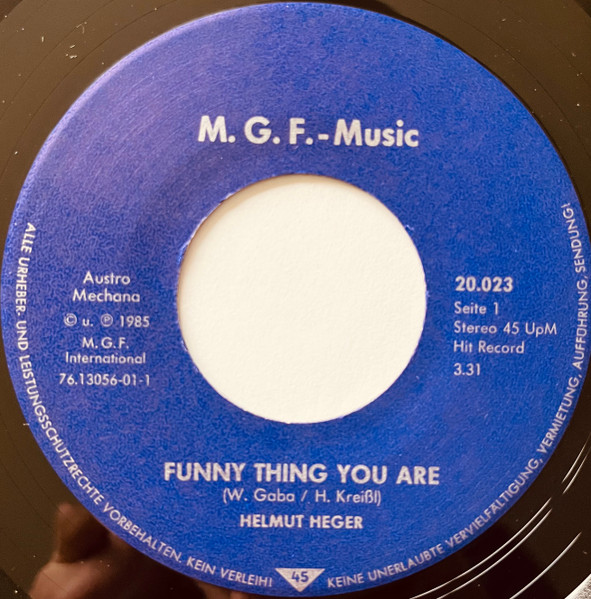 M. G. F.-Music
Austro
Mechana
© u. ℗ 1985
M. G. F.
International
76.13056-01-1
20.023
Seite 1
Stereo 45 UpM
Hit Record
3.31
FUNNY THING YOU ARE
(W. Gaba / H. Kreißl)
HELMUT HEGER
ALLE URHEBER- UND LEISTUNGSSCHUTZRECHTE VORBEHALTEN, KEIN VERLEIH! 45 KEINE UNERLAUBTE VERVIELFÄLTIGUNG, VERMIETUNG, AUFFÜHRUNG, SENDUNG!